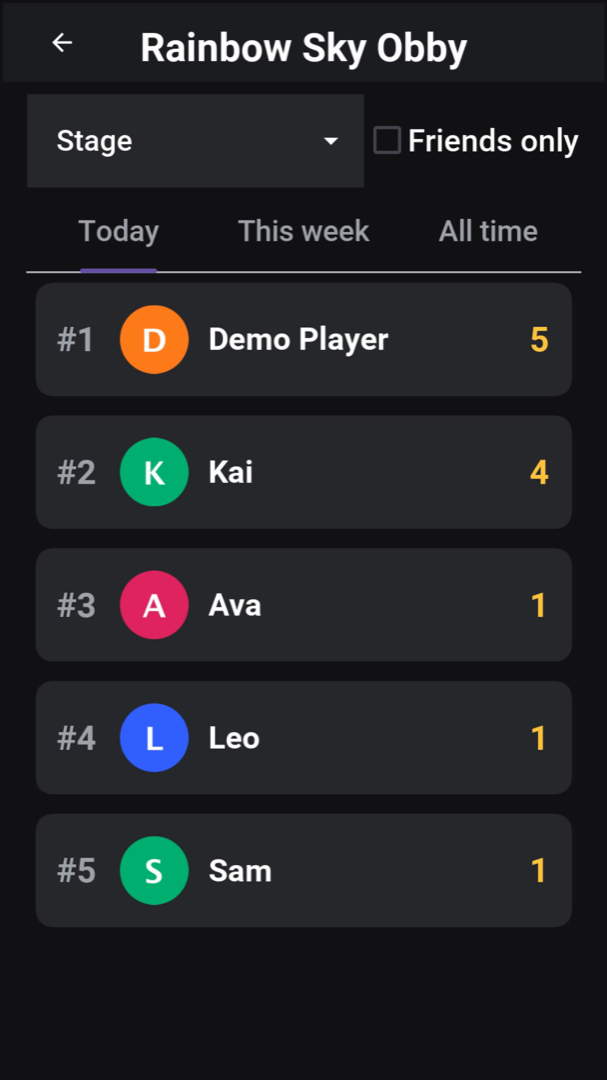 Rainbow Sky Obby
Stage
Friends only
Today This week All time
#1 D Demo Player 5
#2 K Kai 4
#3 A Ava 1
#4 L Leo 1
#5 S Sam 1